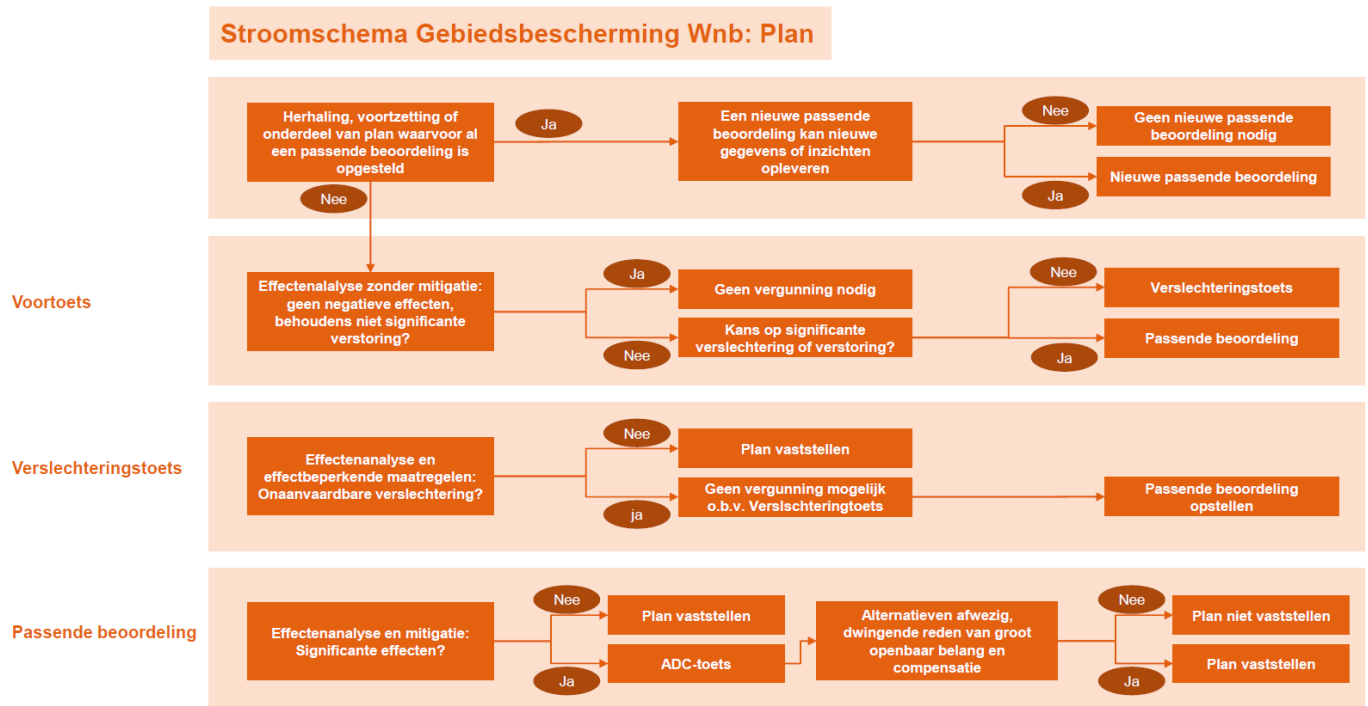 Stroomschema Gebiedsbescherming Wnb: Plan
Herhaling, voortzetting of
onderdeel van plan waarvoor al
een passende beoordeling is
opgesteld
Ja
Een nieuwe passende
beoordeling kan nieuwe
gegevens of inzichten
opleveren
Nee
Geen nieuwe passende
beoordeling nodig
Ja
Nieuwe passende beoordeling
Nee
Voortoets
Effectenalalyse zonder mitigatie:
geen negatieve effecten,
behoudens niet significante
verstoring?
Ja
Geen vergunning nodig
Nee
Kans op significante
verslechtering of verstoring?
Nee
Verslechteringstoets
Ja
Passende beoordeling
Verslechteringstoets
Effectenanalyse en
effectbeperkende maatregelen:
Onaanvaardbare verslechtering?
Nee
Plan vaststellen
ja
Geen vergunning mogelijk
o.b.v. Verslschteringtoets
Passende beoordeling
opstellen
Passende beoordeling
Effectenanalyse en mitigatie:
Significante effecten?
Nee
Plan vaststellen
Ja
ADC-toets
Alternatieven afwezig,
dwingende reden van groot
openbaar belang en
compensatie
Nee
Plan niet vaststellen
Ja
Plan vaststellen